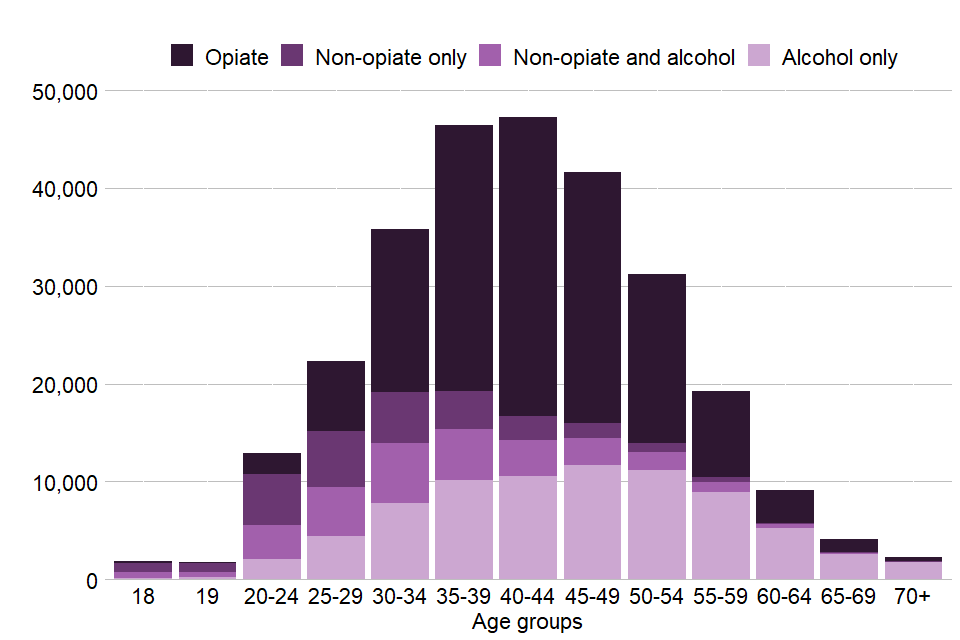 Opiate Non-opiate only Non-opiate and alcohol Alcohol only
50,000
40,000
30,000
20,000
10,000
0
18 19 20-24 25-29 30-34 35-39 40-44 45-49 50-54 55-59 60-64 65-69 70+
Age groups